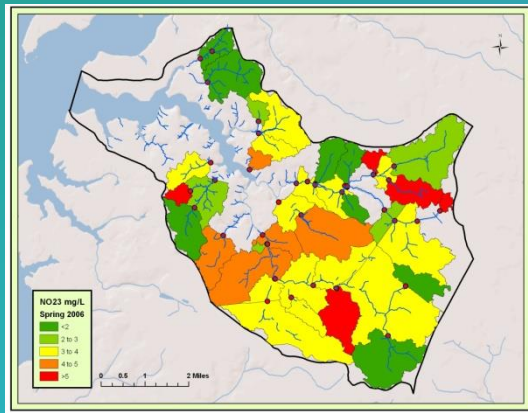 N
NO23 mg/L
Spring 2006
<2
2 to 3
3 to 4
4 to 5
>5
0 0.5 1 2 Miles